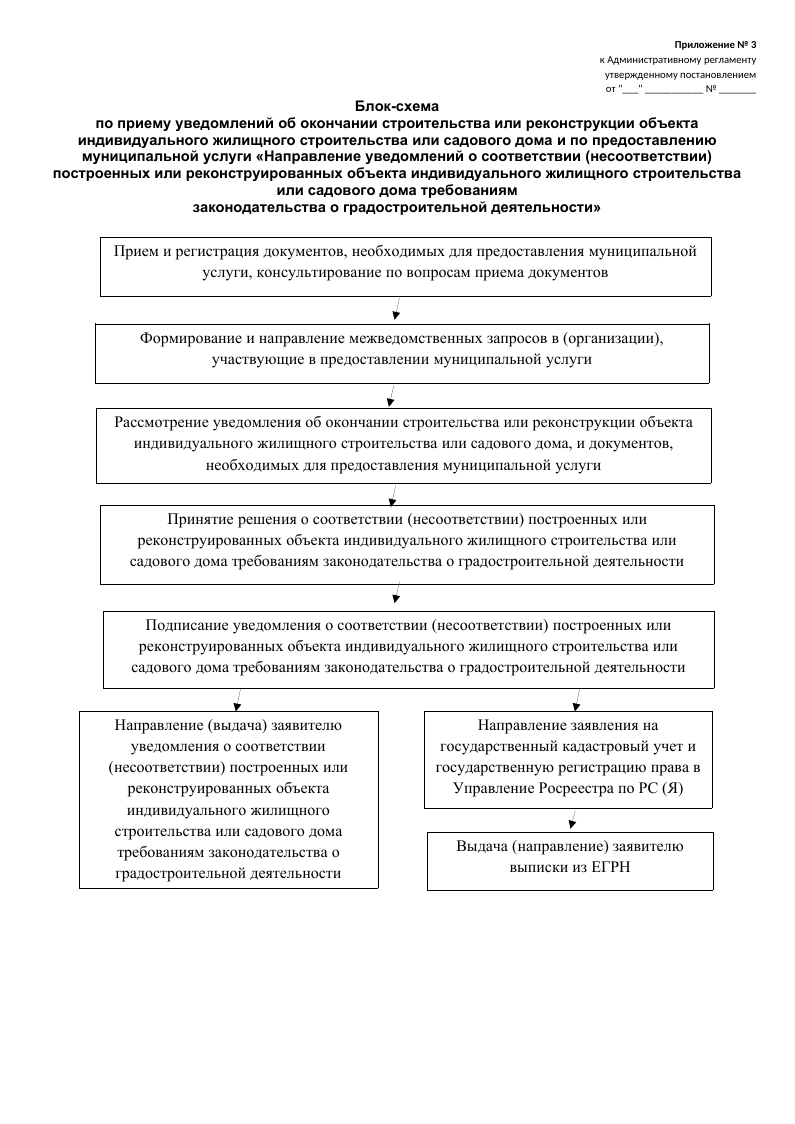 Приложение № 3
к Административному регламенту
утвержденному постановлением
от "___" ___________ № _______
Блок-схема
по приему уведомлений об окончании строительства или реконструкции объекта
индивидуального жилищного строительства или садового дома и по предоставлению
муниципальной услуги «Направление уведомлений о соответствии (несоответствии)
построенных или реконструированных объекта индивидуального жилищного строительства
или садового дома требованиям
законодательства о градостроительной деятельности»
Прием и регистрация документов, необходимых для предоставления муниципальной
услуги, консультирование по вопросам приема документов
Формирование и направление межведомственных запросов в (организации),
участвующие в предоставлении муниципальной услуги
Рассмотрение уведомления об окончании строительства или реконструкции объекта
индивидуального жилищного строительства или садового дома, и документов,
необходимых для предоставления муниципальной услуги
Принятие решения о соответствии (несоответствии) построенных или
реконструированных объекта индивидуального жилищного строительства или
садового дома требованиям законодательства о градостроительной деятельности
Подписание уведомления о соответствии (несоответствии) построенных или
реконструированных объекта индивидуального жилищного строительства или
садового дома требованиям законодательства о градостроительной деятельности
Направление (выдача) заявителю
уведомления о соответствии
(несоответствии) построенных или
реконструированных объекта
индивидуального жилищного
строительства или садового дома
требованиям законодательства о
градостроительной деятельности
Направление заявления на
государственный кадастровый учет и
государственную регистрацию права в
Управление Росреестра по РС (Я)
Выдача (направление) заявителю
выписки из ЕГРН